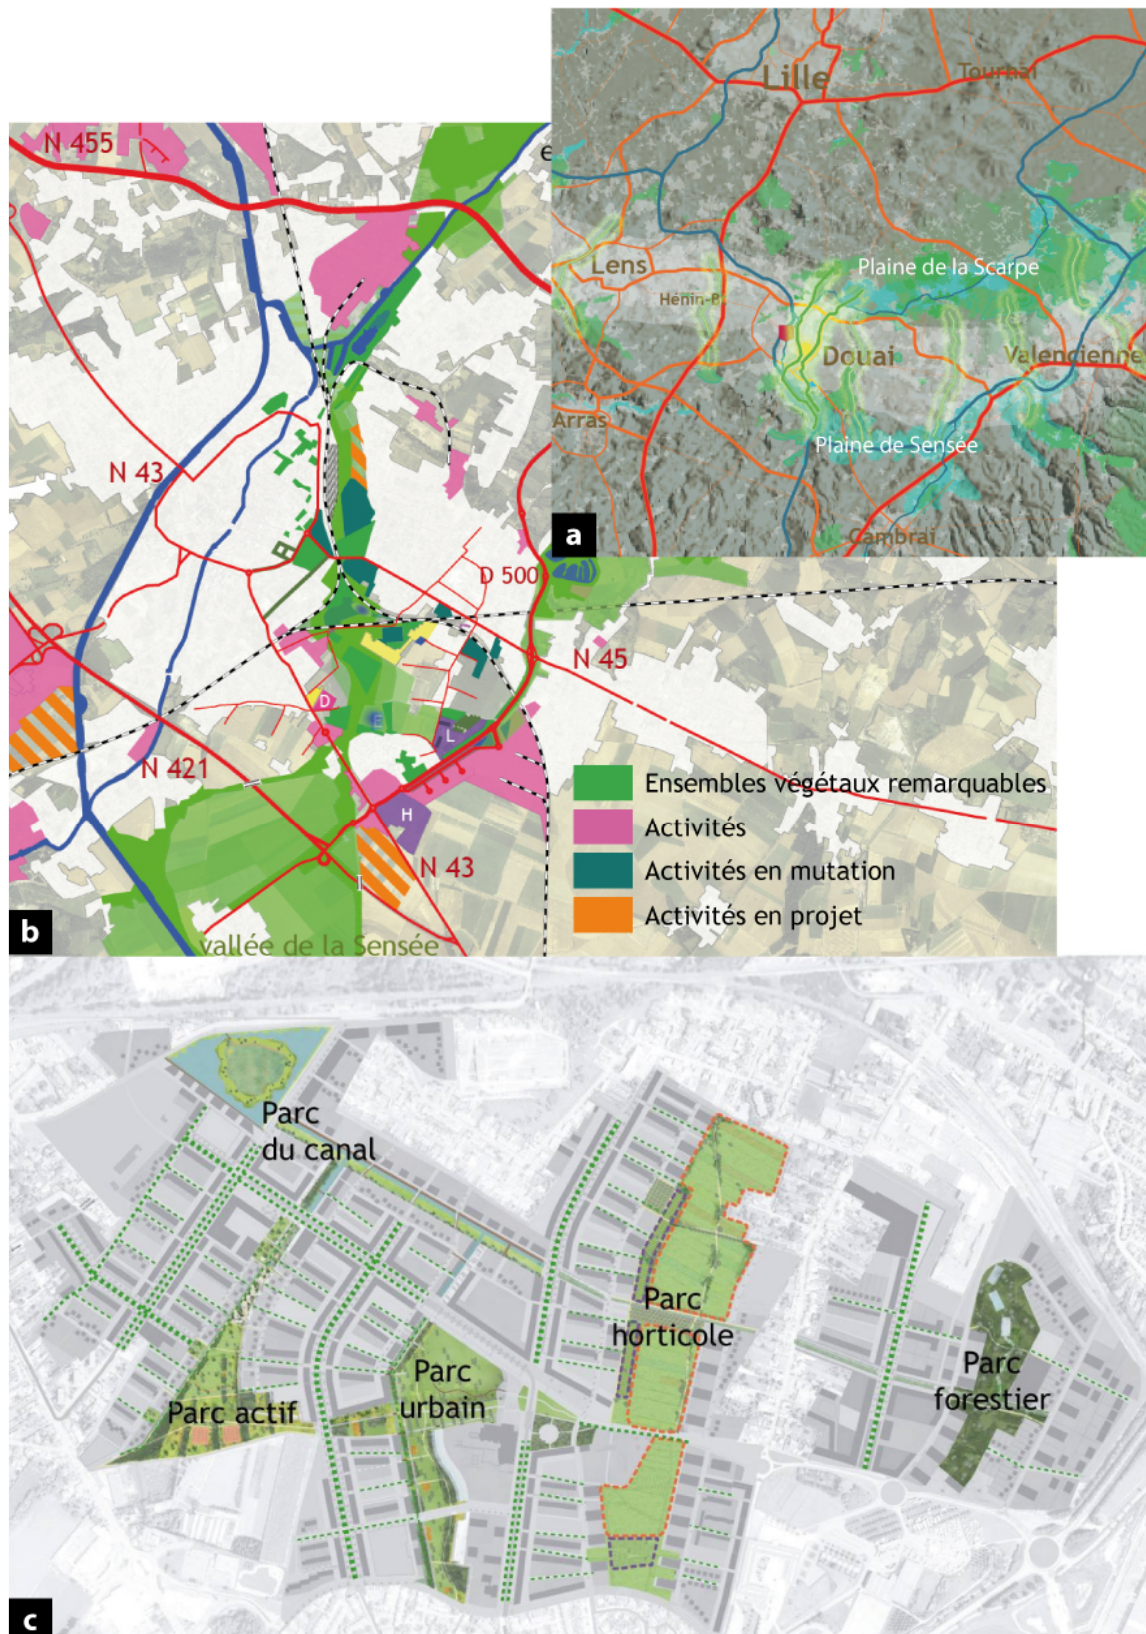 Lille
Tournai
Plaine de la Scarpe
Lens
Hénin-B.
Douai
Valencienne
Arras
Plaine de Sensée
Cambrai
a
N 455
e
N 43
D 500
N 45
D
E
L
N 421
H
N 43
vallée de la Sensée
Ensembles végétaux remarquables
Activités
Activités en mutation
Activités en projet
b
Parc
du canal
Parc
horticole
Parc
urbain
Parc actif
Parc
forestier
c